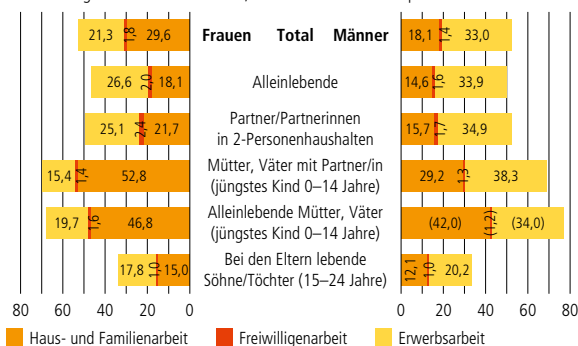 21,3 1,8 29,6 Frauen Total Männer 18,1 1,4 33,0
26,6 2,0 18,1 Alleinlebende 14,6 1,6 33,9
25,1 2,4 21,7 Partner/Partnerinnen
in 2-Personenhaushalten 15,7 1,7 34,9
15,4 1,4 52,8 Mütter, Väter mit Partner/in
(jüngstes Kind 0–14 Jahre) 29,2 1,3 38,3
19,7 1,6 46,8 Alleinlebende Mütter, Väter
(jüngstes Kind 0–14 Jahre) (42,0) (1,2) (34,0)
17,8 1,0 15,0 Bei den Eltern lebende
Söhne/Töchter (15–24 Jahre) 12,1 1,0 20,2
80 60 40 20 0 0 20 40 60 80
Haus- und Familienarbeit Freiwilligenarbeit Erwerbsarbeit